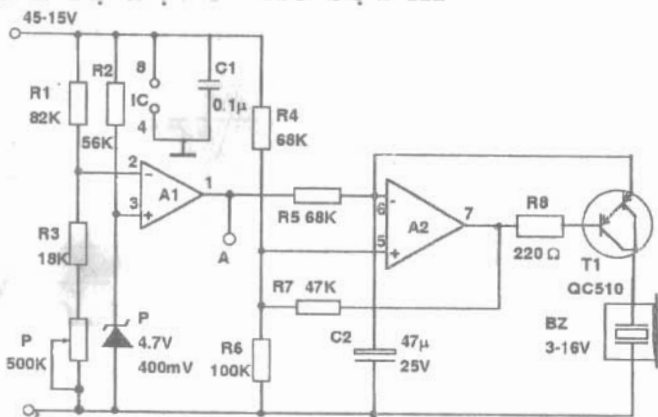 45-15V
R1
82K
R2
56K
8
IC
4
C1
0.1µ
R4
68K
2
-
A1
1
3
+
R5 68K
A
6
-
A2
7
5
+
R8
220 Ω
T1
QC510
R3
18K
R7 47K
P
500K
P
4.7V
400mV
R6
100K
C2
47µ
25V
BZ
3-16V